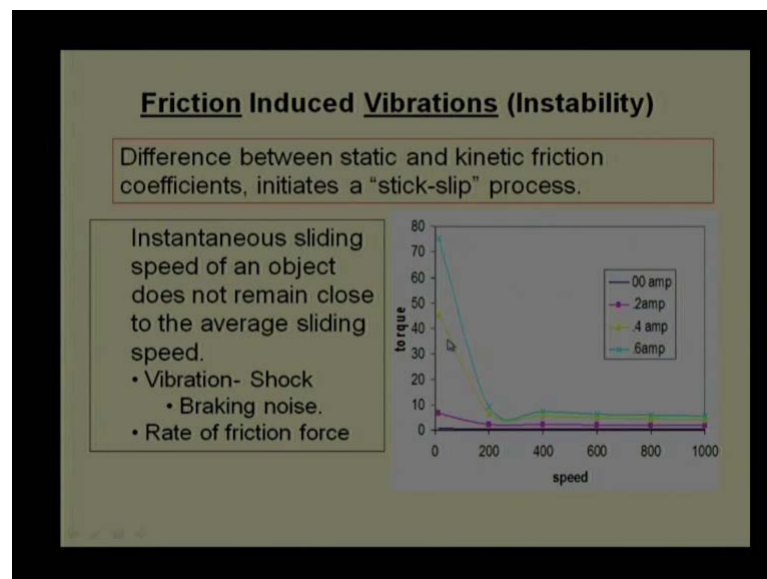 Friction Induced Vibrations (Instability)
Difference between static and kinetic friction
coefficients, initiates a “stick-slip” process.
Instantaneous sliding
speed of an object
does not remain close
to the average sliding
speed.
• Vibration- Shock
• Braking noise.
• Rate of friction force
80
70
60
50
40
30
20
10
0
torque
00 amp
.2amp
.4 amp
.6amp
0 200 400 600 800 1000
speed